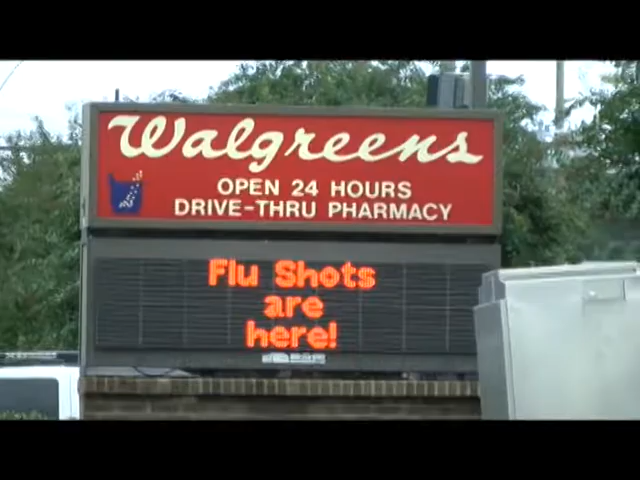 Walgreens
OPEN 24 HOURS
DRIVE-THRU PHARMACY
Flu Shots
are
here!